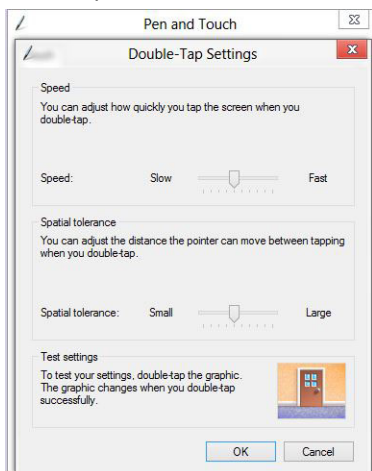 Pen and Touch
Double-Tap Settings
Speed
You can adjust how quickly you tap the screen when you
double-tap.
Speed: Slow Fast
Spatial tolerance
You can adjust the distance the pointer can move between tapping
when you double-tap.
Spatial tolerance: Small Large
Test settings
To test your settings, double-tap the graphic.
The graphic changes when you double-tap
successfully.
OK Cancel